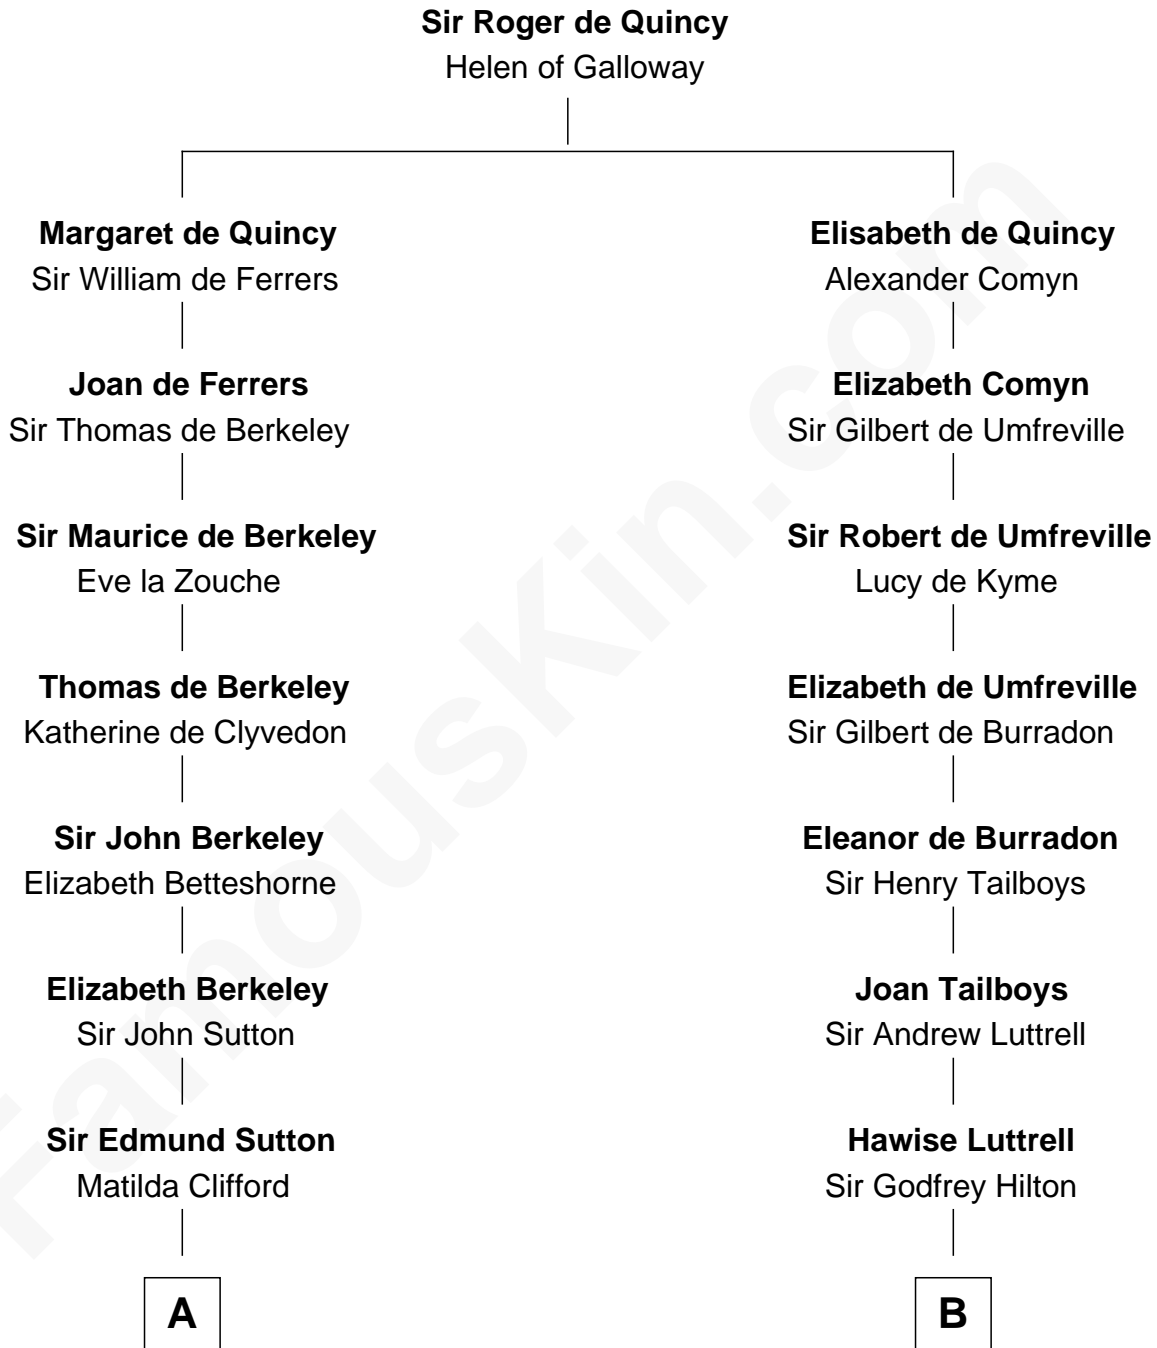 Sir Roger de Quincy
Helen of Galloway
Margaret de Quincy
Sir William de Ferrers
Elisabeth de Quincy
Alexander Comyn
Joan de Ferrers
Sir Thomas de Berkeley
Elizabeth Comyn
Sir Gilbert de Umfreville
Sir Maurice de Berkeley
Eve la Zouche
Sir Robert de Umfreville
Lucy de Kyme
Thomas de Berkeley
Katherine de Clyvedon
Elizabeth de Umfreville
Sir Gilbert de Burradon
Sir John Berkeley
Elizabeth Betteshorne
Eleanor de Burradon
Sir Henry Tailboys
Elizabeth Berkeley
Sir John Sutton
Joan Tailboys
Sir Andrew Luttrell
Sir Edmund Sutton
Matilda Clifford
Hawise Luttrell
Sir Godfrey Hilton
A
B
FamousKin.com